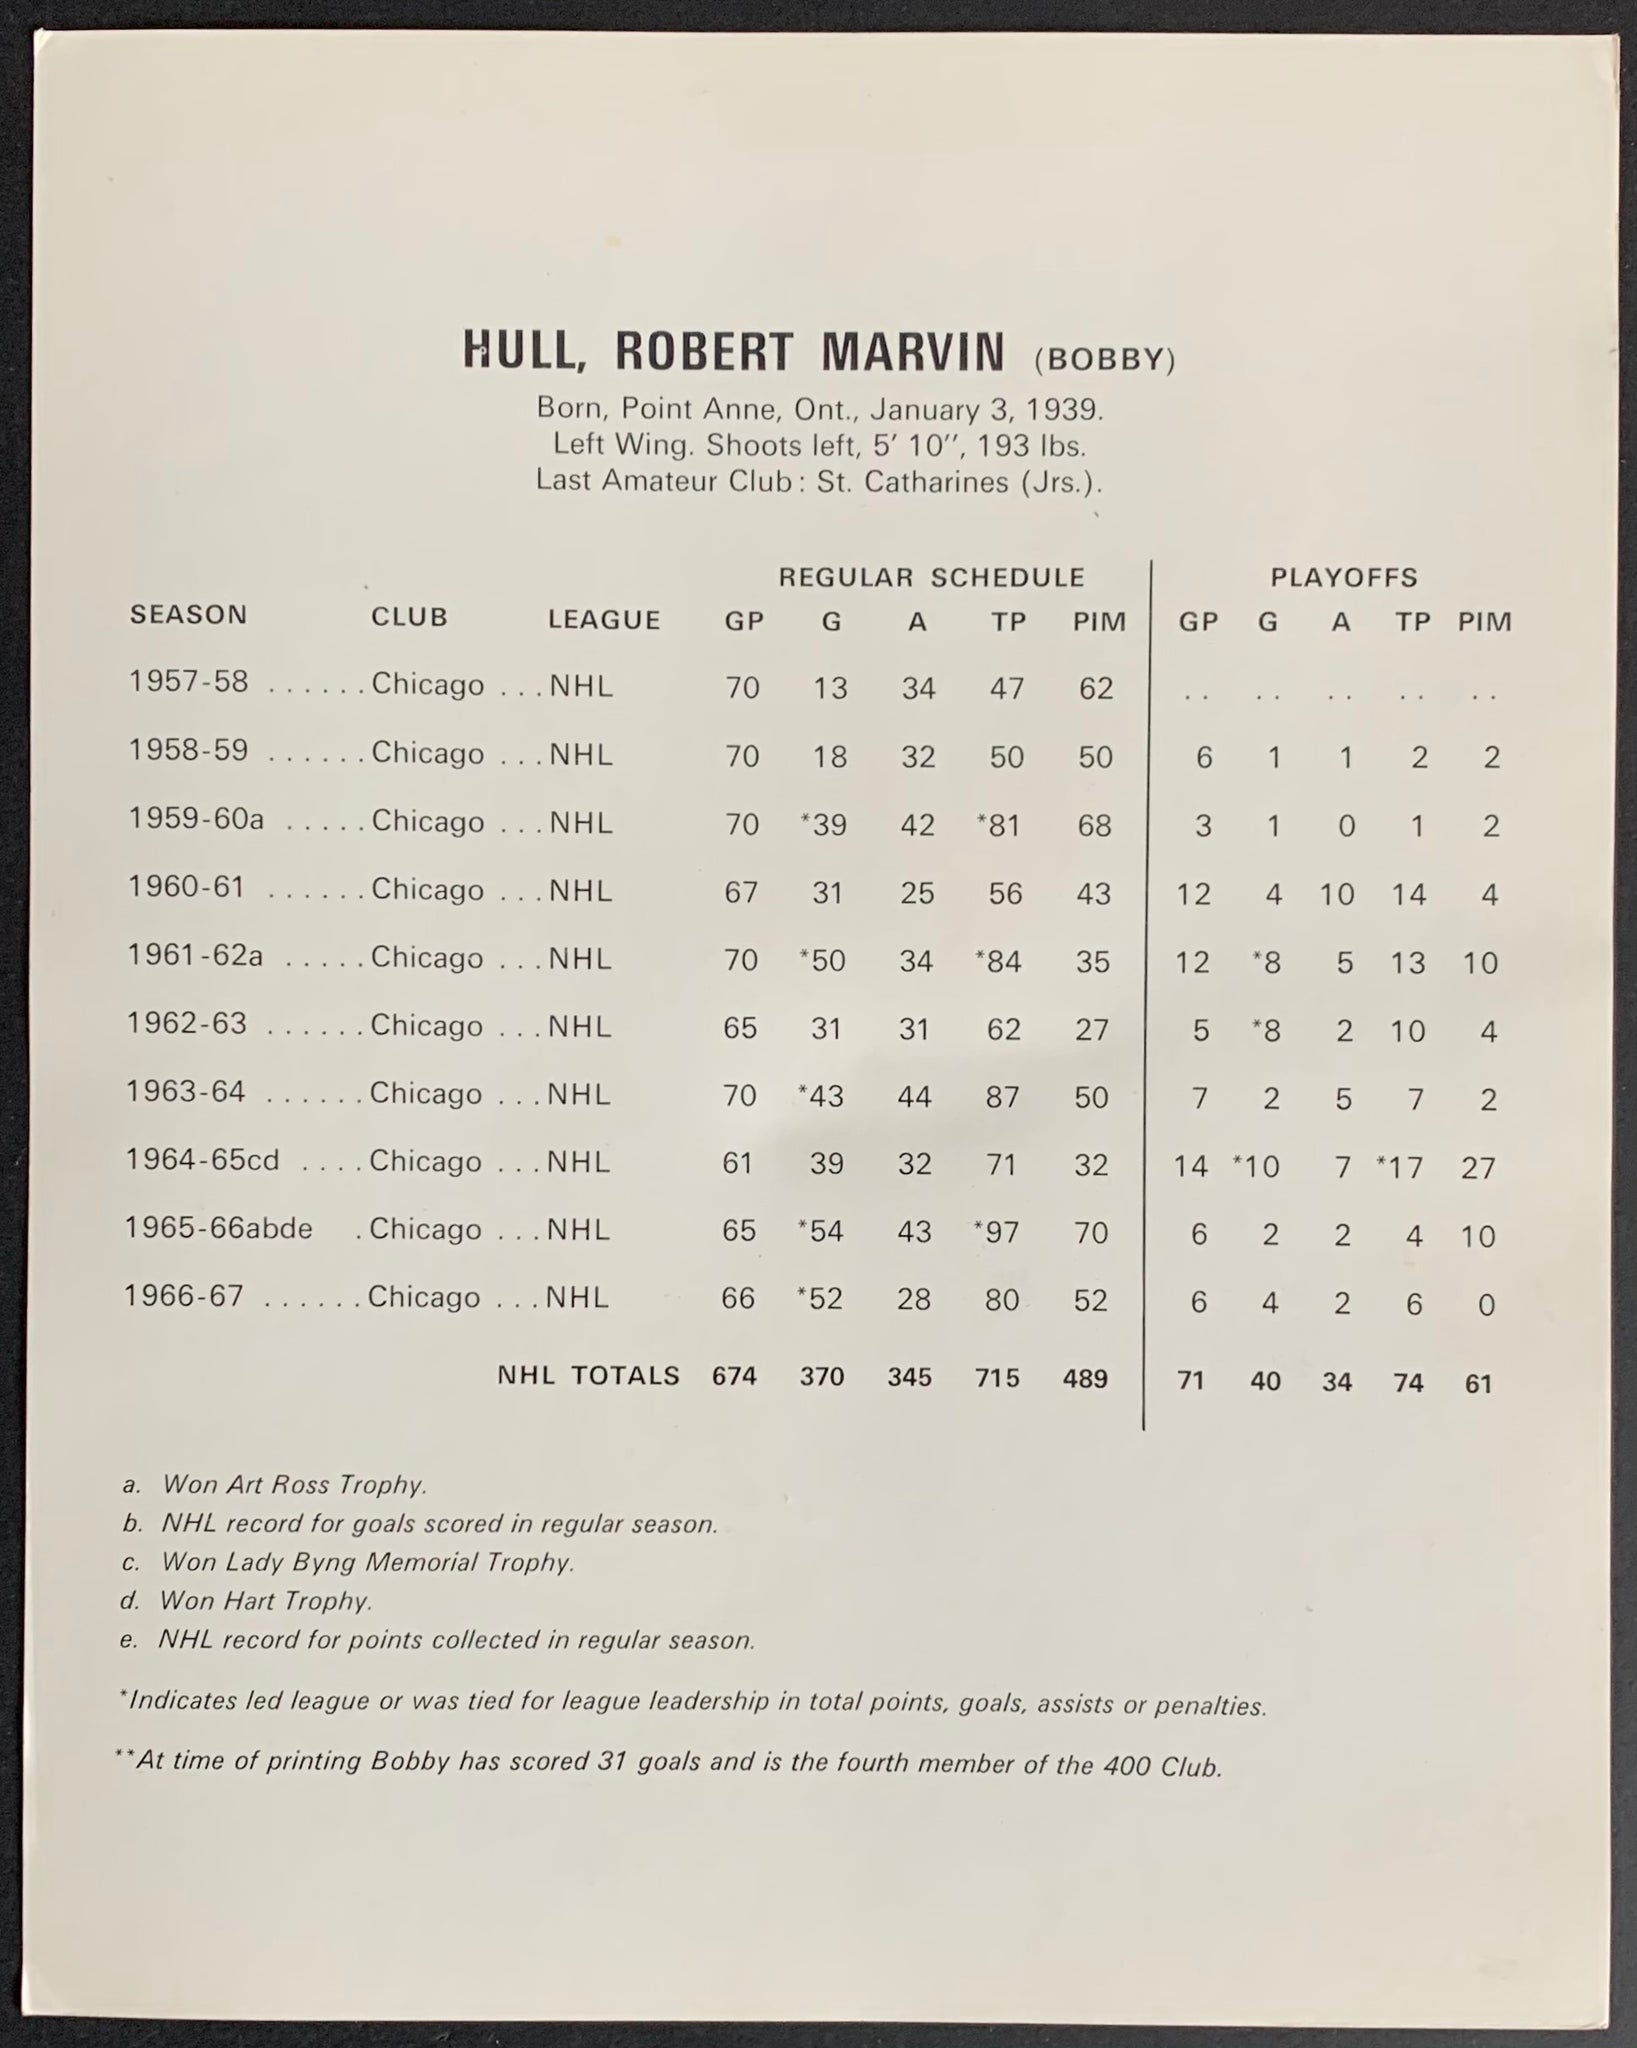 HULL, ROBERT MARVIN (BOBBY)
Born, Point Anne, Ont., January 3, 1939.
Left Wing. Shoots left, 5' 10'', 193 lbs.
Last Amateur Club: St. Catharines (Jrs.).
REGULAR SCHEDULE PLAYOFFS
SEASON CLUB LEAGUE GP G A TP PIM GP G A TP PIM
1957-58 ...... Chicago ... NHL 70 13 34 47 62 .. .. .. .. ..
1958-59 ...... Chicago ... NHL 70 18 32 50 50 6 1 1 2 2
1959-60a ..... Chicago ... NHL 70 *39 42 *81 68 3 1 0 1 2
1960-61 ...... Chicago ... NHL 67 31 25 56 43 12 4 10 14 4
1961-62a ..... Chicago ... NHL 70 *50 34 *84 35 12 *8 5 13 10
1962-63 ...... Chicago ... NHL 65 31 31 62 27 5 *8 2 10 4
1963-64 ...... Chicago ... NHL 70 *43 44 87 50 7 2 5 7 2
1964-65cd .... Chicago ... NHL 61 39 32 71 32 14 *10 7 *17 27
1965-66abde . Chicago ... NHL 65 *54 43 *97 70 6 2 2 4 10
1966-67 ...... Chicago ... NHL 66 *52 28 80 52 6 4 2 6 0
NHL TOTALS 674 370 345 715 489 71 40 34 74 61
a. Won Art Ross Trophy.
b. NHL record for goals scored in regular season.
c. Won Lady Byng Memorial Trophy.
d. Won Hart Trophy.
e. NHL record for points collected in regular season.
*Indicates led league or was tied for league leadership in total points, goals, assists or penalties.
**At time of printing Bobby has scored 31 goals and is the fourth member of the 400 Club.